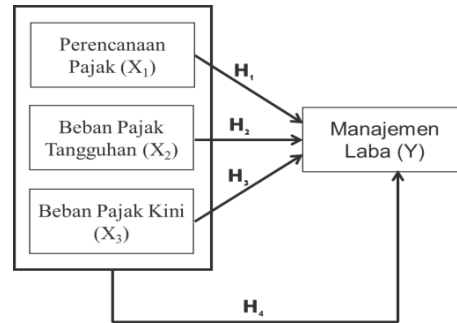 Perencanaan
Pajak (X₁)
H₁
Beban Pajak
Tangguhan (X₂)
H₂
Manajemen
Laba (Y)
Beban Pajak Kini
(X₃)
H₃
H₄